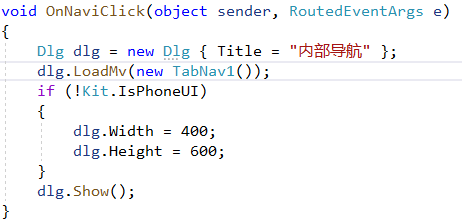 void OnNaviClick(object sender, RoutedEventArgs e)
{
    Dlg dlg = new Dlg { Title = "内部导航" };
    dlg.LoadMv(new TabNav1());
    if (!Kit.IsPhoneUI)
    {
        dlg.Width = 400;
        dlg.Height = 600;
    }
    dlg.Show();
}